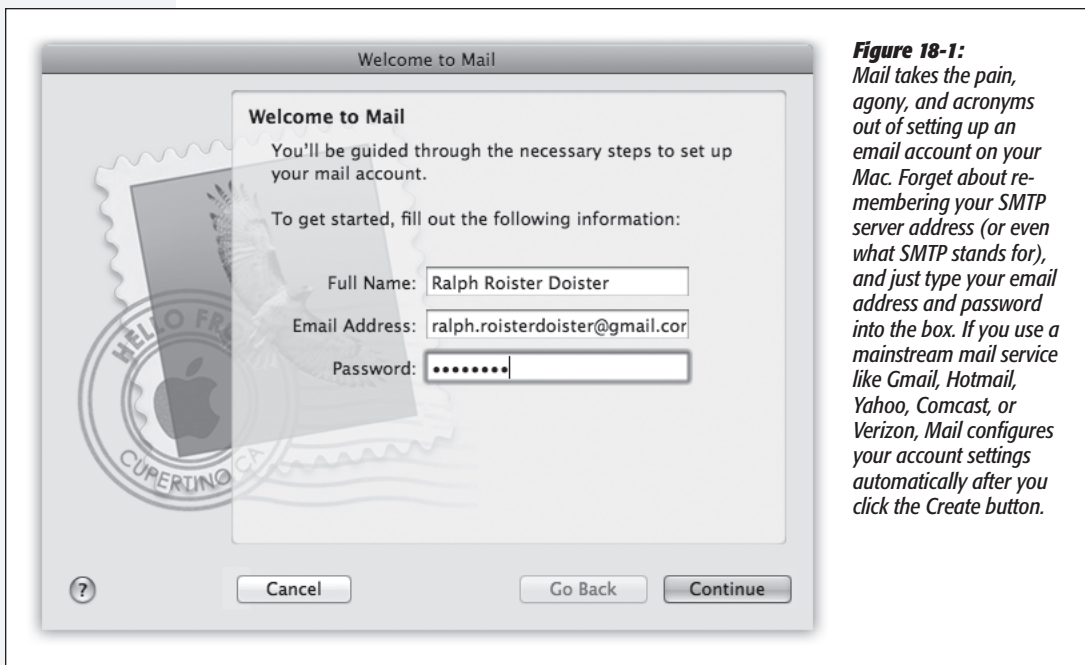 Welcome to Mail
Welcome to Mail
You'll be guided through the necessary steps to set up
your mail account.
To get started, fill out the following information:
Full Name: Ralph Roister Doister
Email Address: ralph.roisterdoister@gmail.cor
Password: ••••••••
HELLO FR
CUPERTINO CA
?
Cancel
Go Back
Continue
Figure 18-1:
Mail takes the pain,
agony, and acronyms
out of setting up an
email account on your
Mac. Forget about re-
membering your SMTP
server address (or even
what SMTP stands for),
and just type your email
address and password
into the box. If you use a
mainstream mail service
like Gmail, Hotmail,
Yahoo, Comcast, or
Verizon, Mail configures
your account settings
automatically after you
click the Create button.